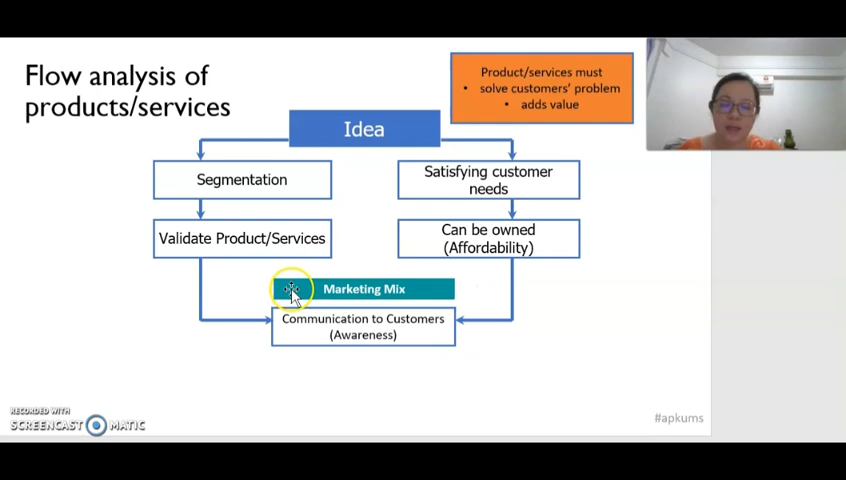 Flow analysis of
products/services
Product/services must
• solve customers' problem
• adds value
Idea
Segmentation
Satisfying customer
needs
Validate Product/Services
Can be owned
(Affordability)
Marketing Mix
Communication to Customers
(Awareness)
RECORDED WITH
SCREENCAST MATIC
#apkums